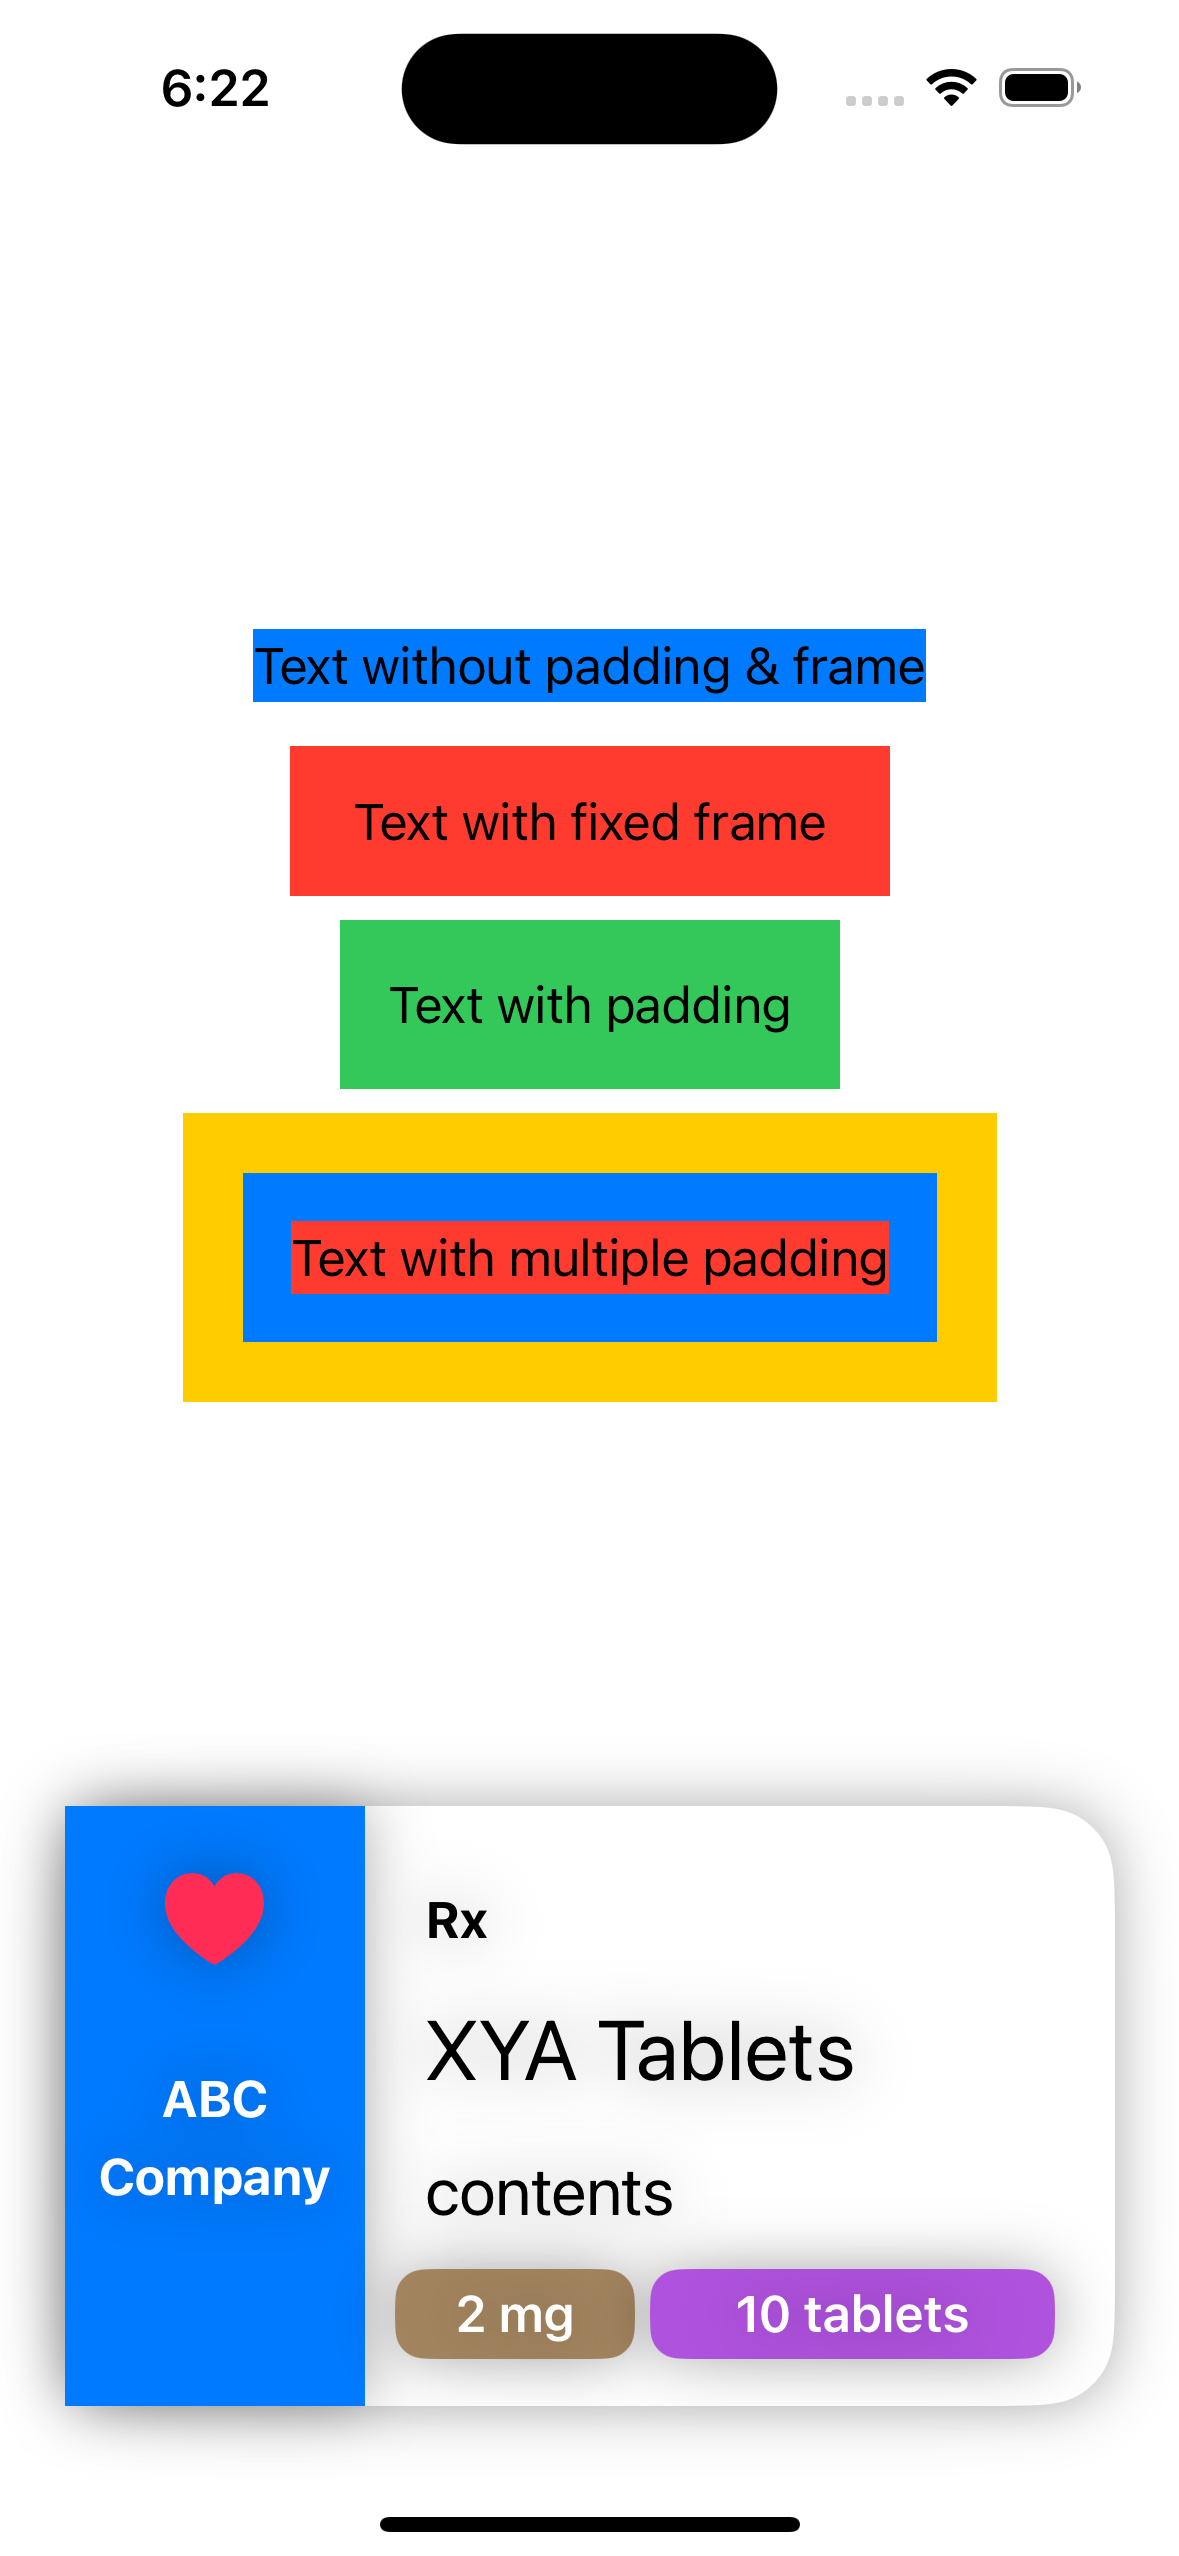 6:22
Text without padding & frame
Text with fixed frame
Text with padding
Text with multiple padding
ABC
Company
Rx
XYA Tablets
contents
2 mg
10 tablets